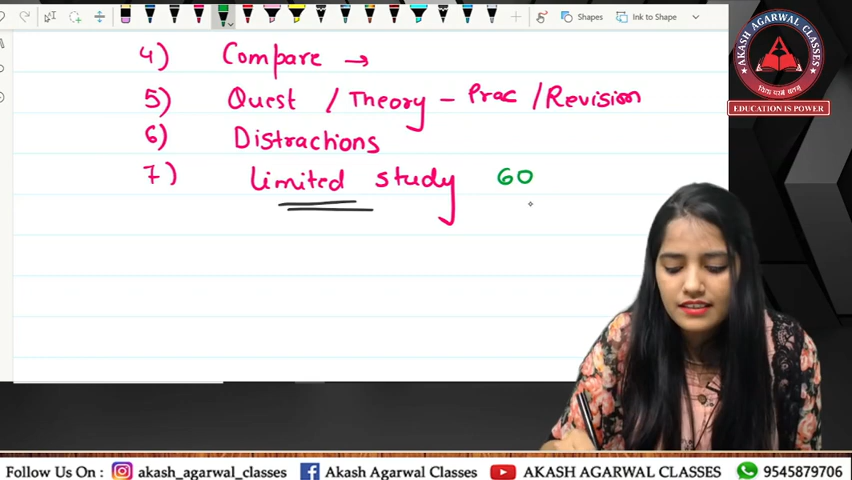 Shapes
Ink to Shape
AKASH AGARWAL CLASSES
EDUCATION IS POWER
4) Compare →
5) Quest / Theory - Prac / Revision
6) Distractions
7) limited study 60
Follow Us On : akash_agarwal_classes Akash Agarwal Classes AKASH AGARWAL CLASSES 9545879706